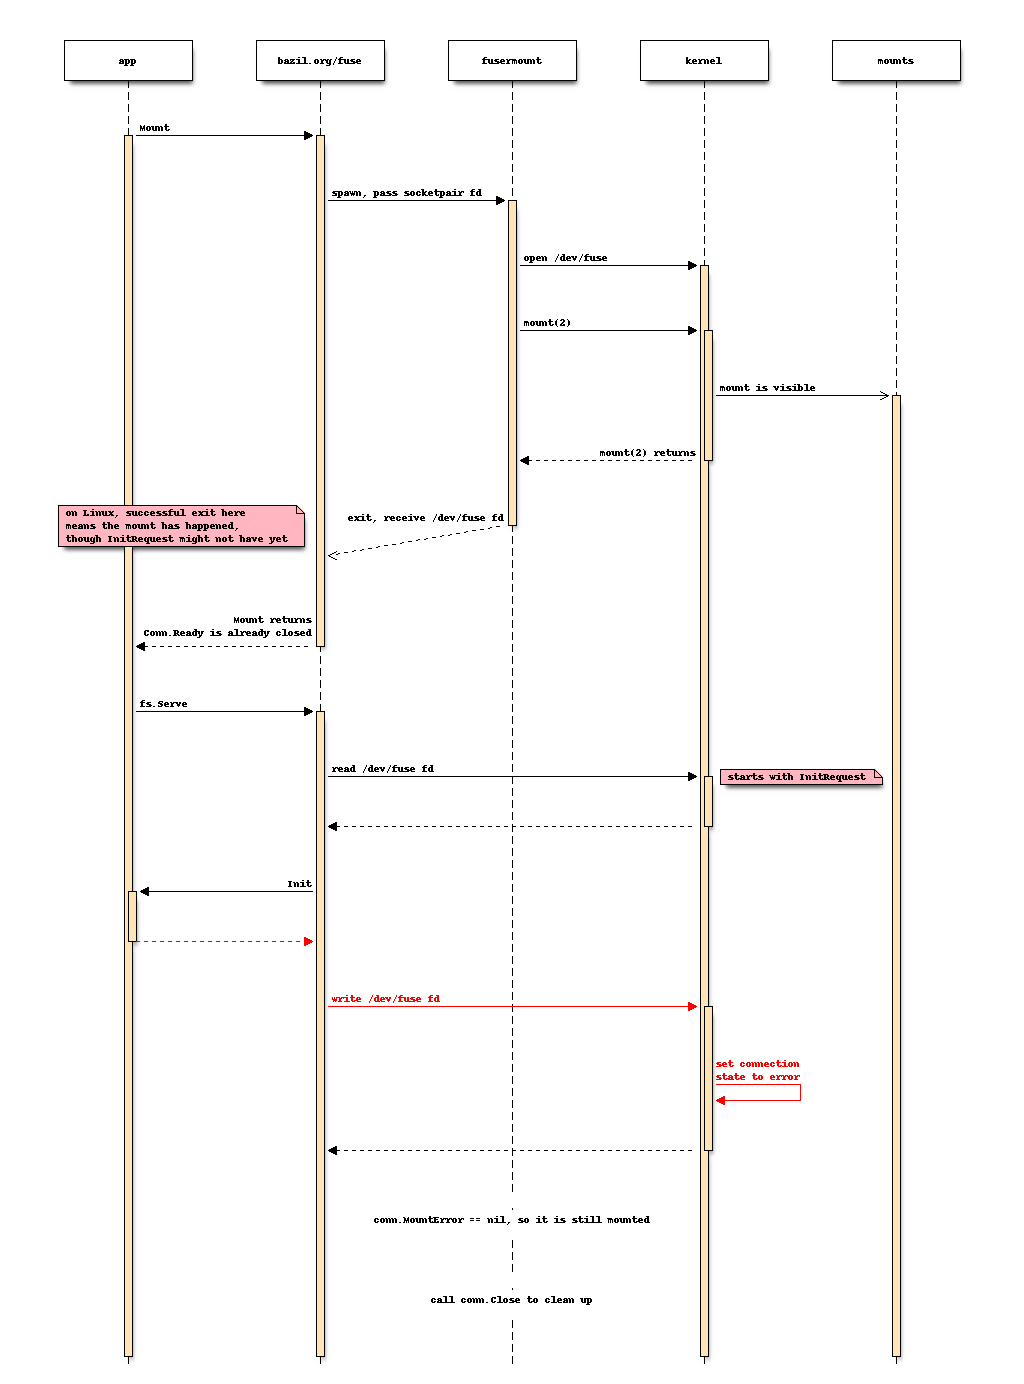 app
bazil.org/fuse
fusermount
kernel
mounts
Mount
spawn, pass socketpair fd
open /dev/fuse
mount(2)
mount is visible
mount(2) returns
on Linux, successful exit here
means the mount has happened,
though InitRequest might not have yet
exit, receive /dev/fuse fd
Mount returns
Conn.Ready is already closed
fs.Serve
read /dev/fuse fd
starts with InitRequest
Init
write /dev/fuse fd
set connection
state to error
conn.MountError == nil, so it is still mounted
call conn.Close to clean up